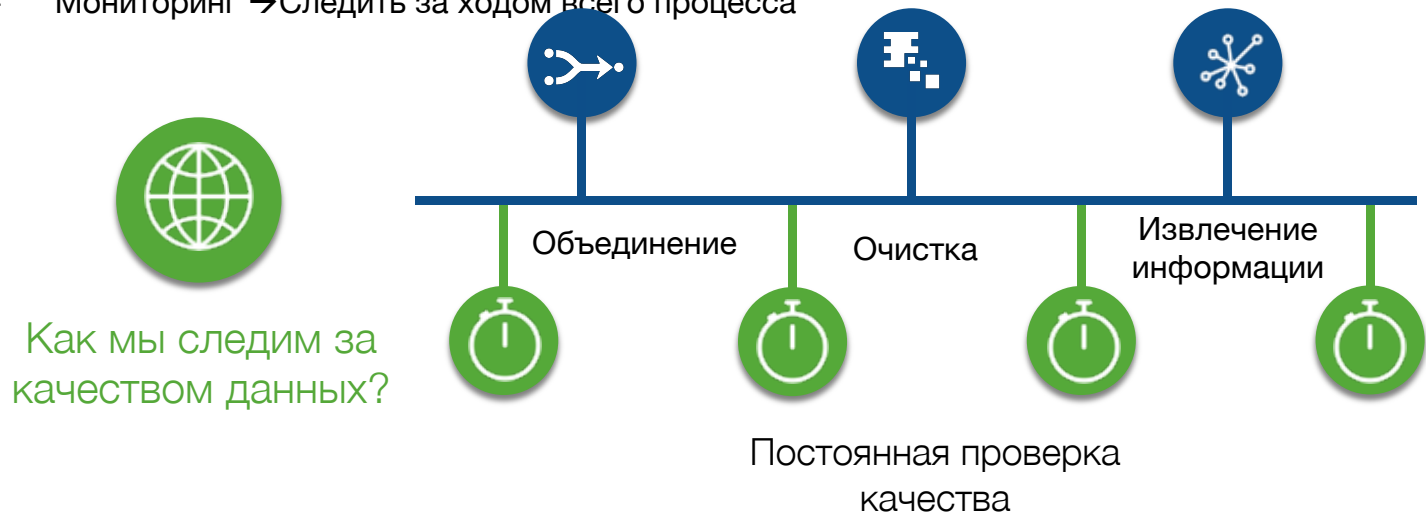 Мониторинг →Следить за ходом всего процесса
Объединение
Очистка
Извлечение
информации
Как мы следим за
качеством данных?
Постоянная проверка
качества